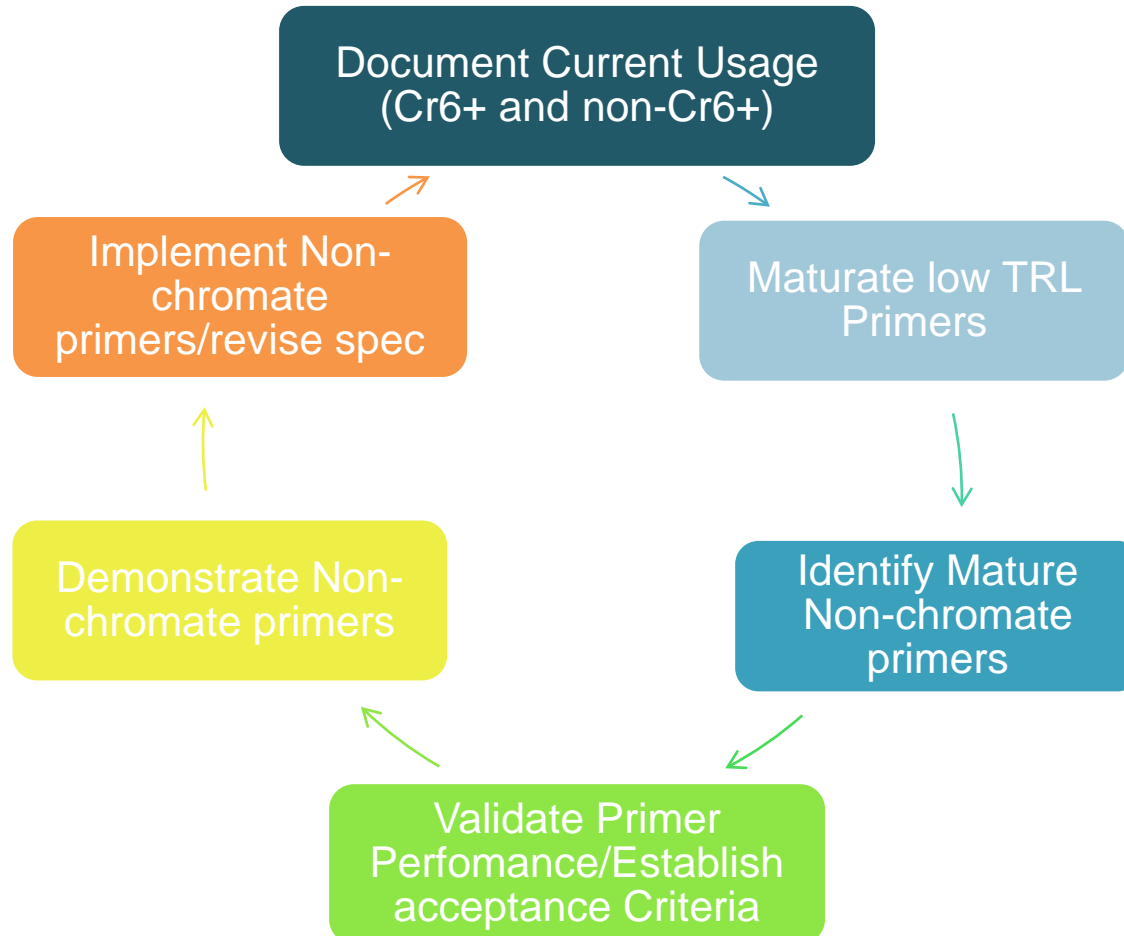 Document Current Usage
(Cr6+ and non-Cr6+)
Implement Non-
chromate
primers/revise spec
Maturate low TRL
Primers
Demonstrate Non-
chromate primers
Identify Mature
Non-chromate
primers
Validate Primer
Perfomance/Establish
acceptance Criteria